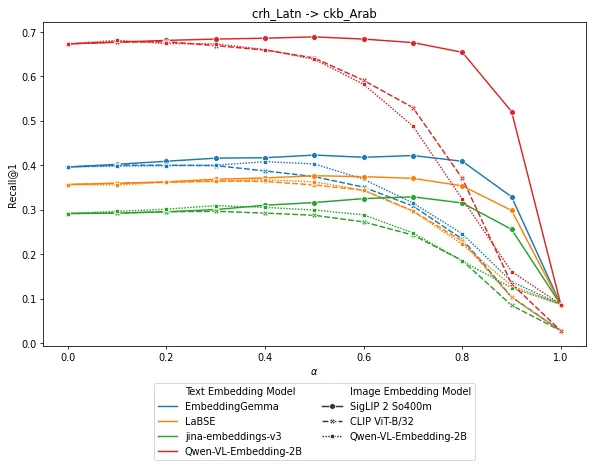 crh_Latn -> ckb_Arab
Recall@1
0.7
0.6
0.5
0.4
0.3
0.2
0.1
0.0
0.0 0.2 0.4 0.6 0.8 1.0
α
Text Embedding Model Image Embedding Model
EmbeddingGemma SigLIP 2 So400m
LaBSE CLIP ViT-B/32
jina-embeddings-v3 Qwen-VL-Embedding-2B
Qwen-VL-Embedding-2B